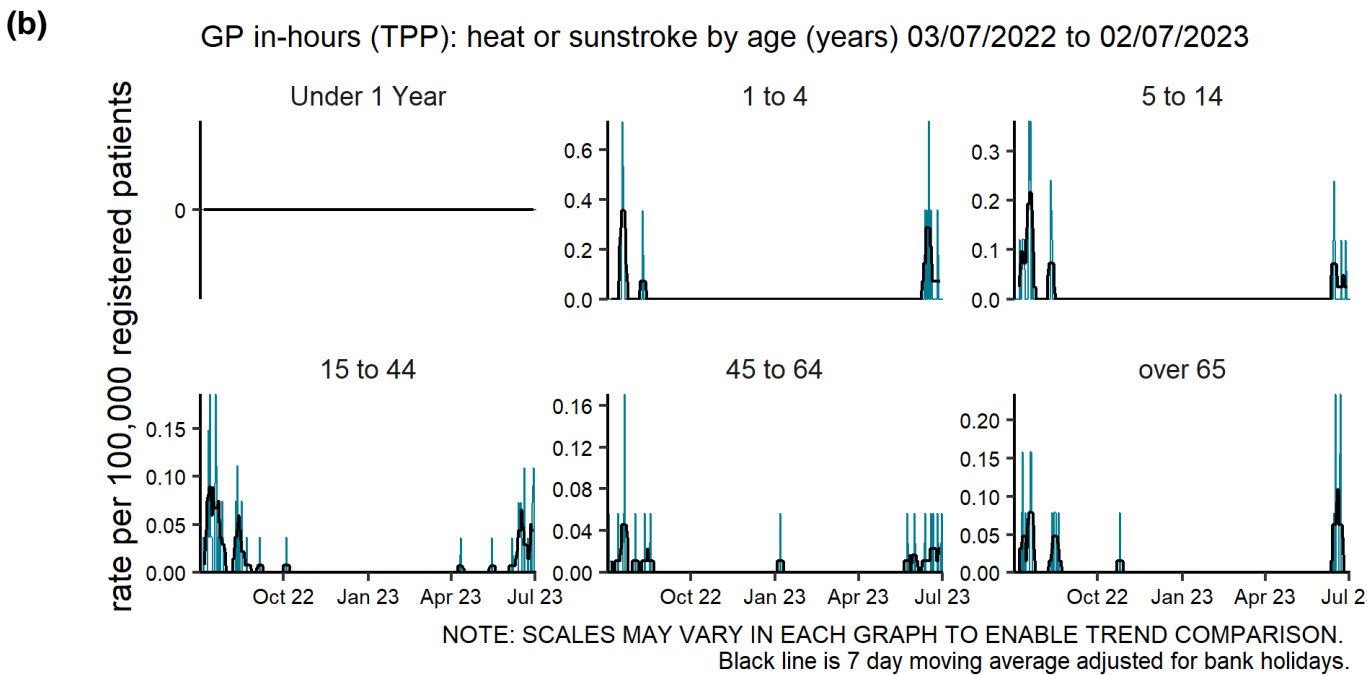 (b)
GP in-hours (TPP): heat or sunstroke by age (years) 03/07/2022 to 02/07/2023
rate per 100,000 registered patients
Under 1 Year
0
1 to 4
0.6
0.4
0.2
0.0
5 to 14
0.3
0.2
0.1
0.0
15 to 44
0.15
0.10
0.05
0.00
Oct 22 Jan 23 Apr 23 Jul 23
45 to 64
0.16
0.12
0.08
0.04
0.00
Oct 22 Jan 23 Apr 23 Jul 23
over 65
0.20
0.15
0.10
0.05
0.00
Oct 22 Jan 23 Apr 23 Jul 2
NOTE: SCALES MAY VARY IN EACH GRAPH TO ENABLE TREND COMPARISON.
Black line is 7 day moving average adjusted for bank holidays.